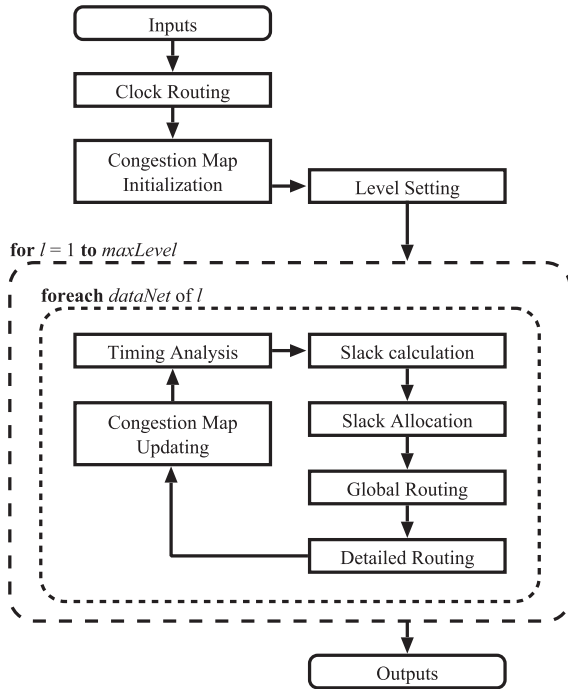 Inputs
Clock Routing
Congestion Map
Initialization
Level Setting
for l = 1 to maxLevel
foreach dataNet of l
Timing Analysis
Slack calculation
Congestion Map
Updating
Slack Allocation
Global Routing
Detailed Routing
Outputs